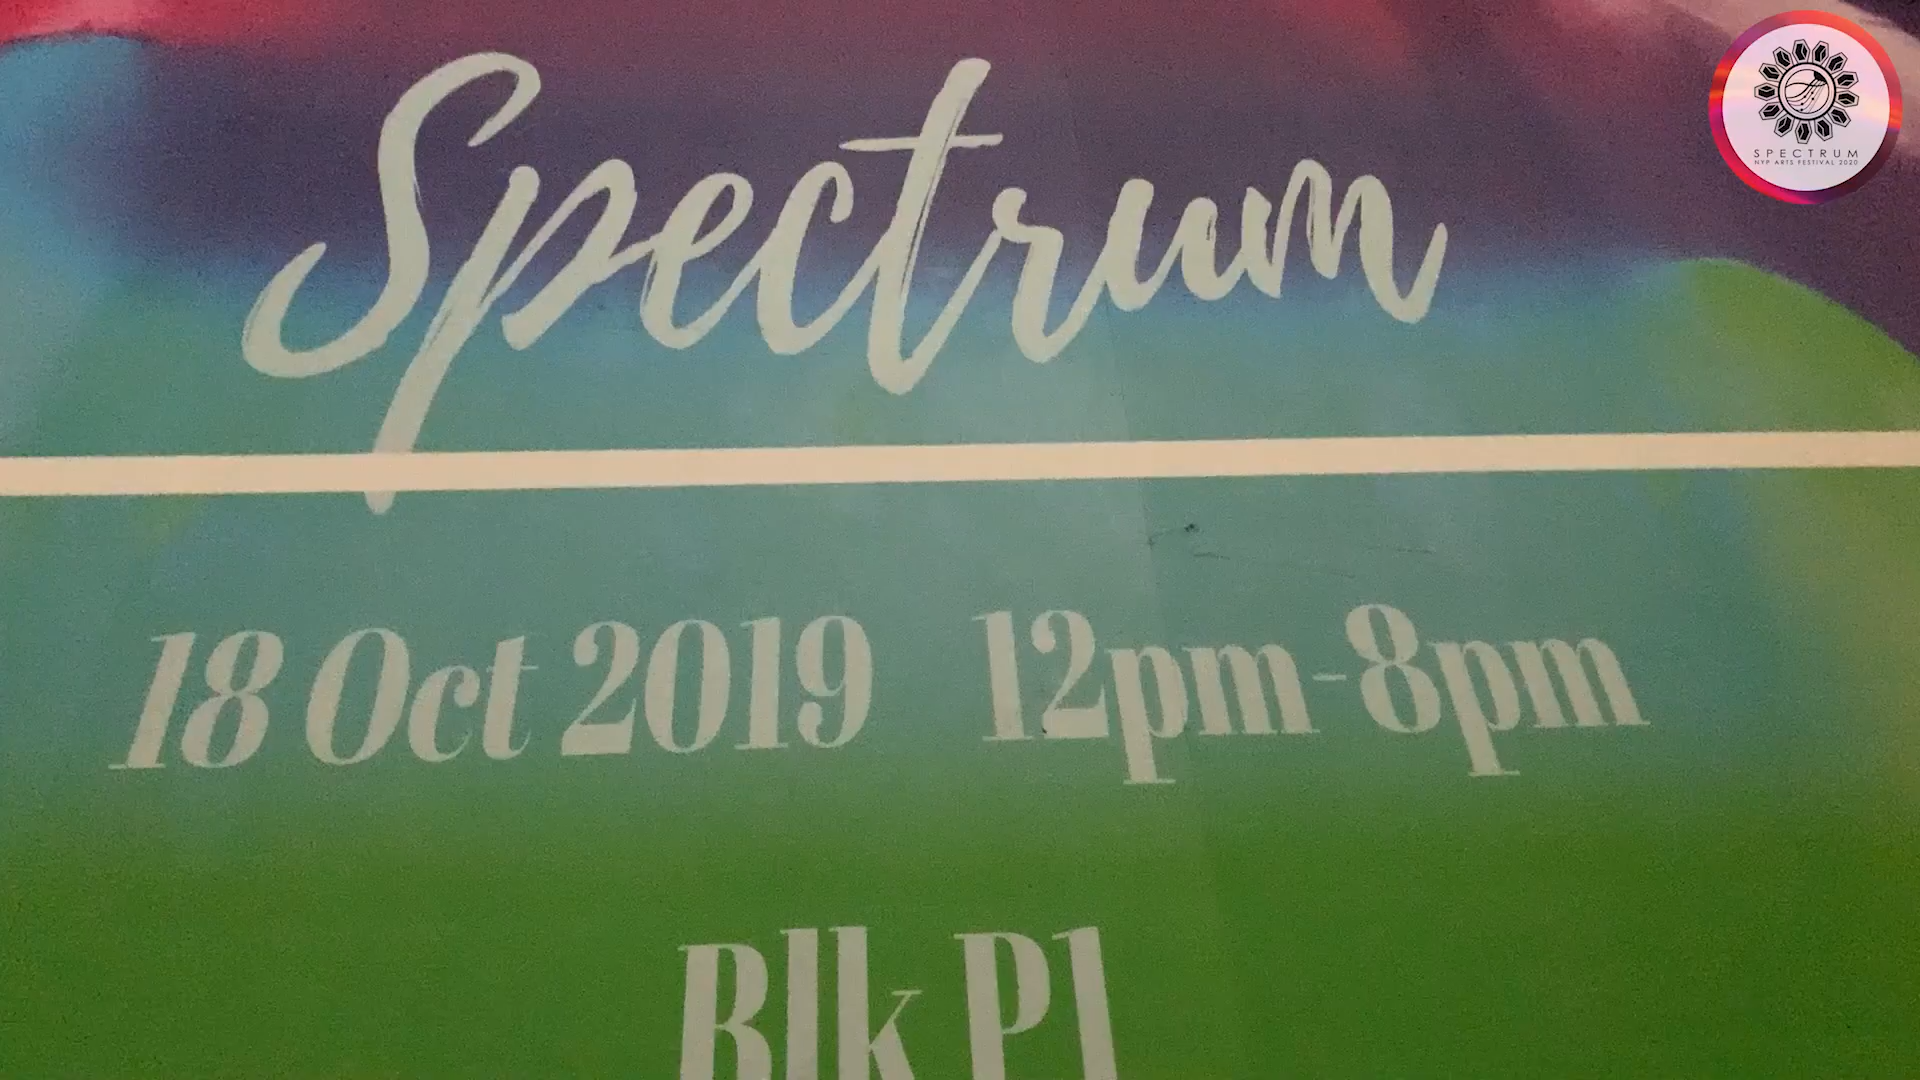 Spectrum
SPECTRUM
NYP ARTS FESTIVAL 2020
18 Oct 2019 12pm-8pm
Blk P1